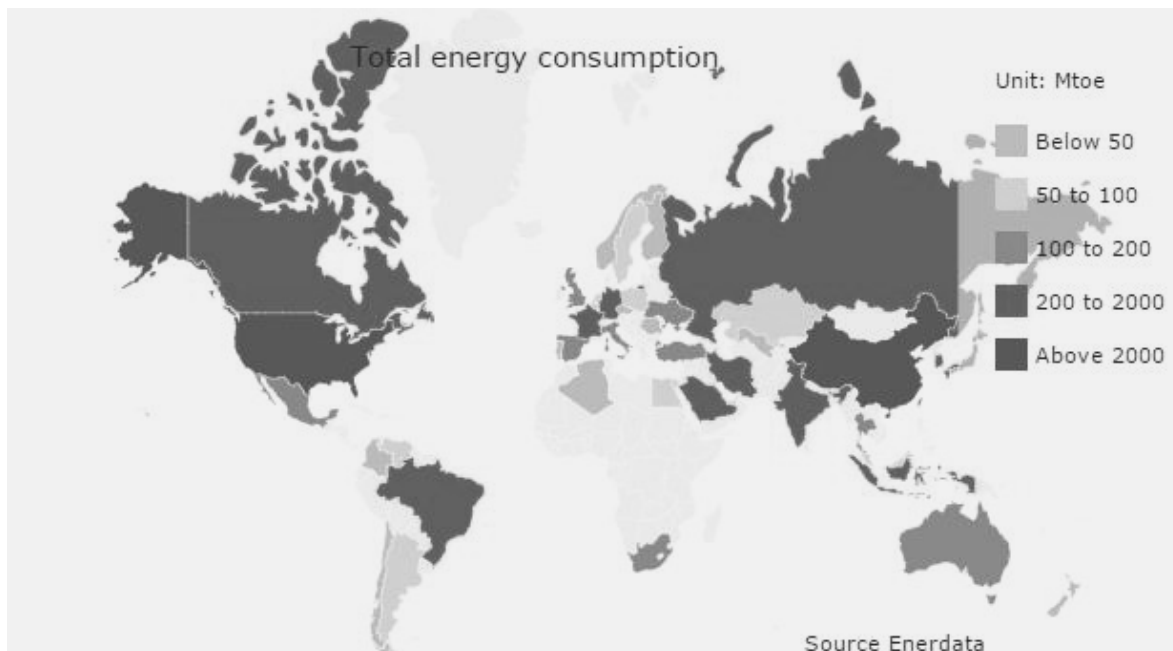 Total energy consumption
Unit: Mtoe
Below 50
50 to 100
100 to 200
200 to 2000
Above 2000
Source Enerdata